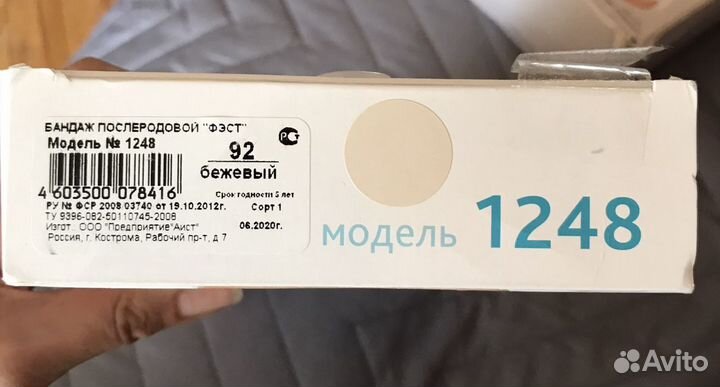 БАНДАЖ ПОСЛЕРОДОВОЙ "ФЭСТ"
Модель № 1248
92
бежевый
4 603500 078416
Срок годности 5 лет
РУ № ФСР 2008.03740 от 19.10.2012г.
Сорт 1
ТУ 9396-082-50110745-2008
Изгот. ООО "Предприятие"Аист"
06.2020г.
Россия, г. Кострома, Рабочий пр-т, д 7
модель 1248
Avito